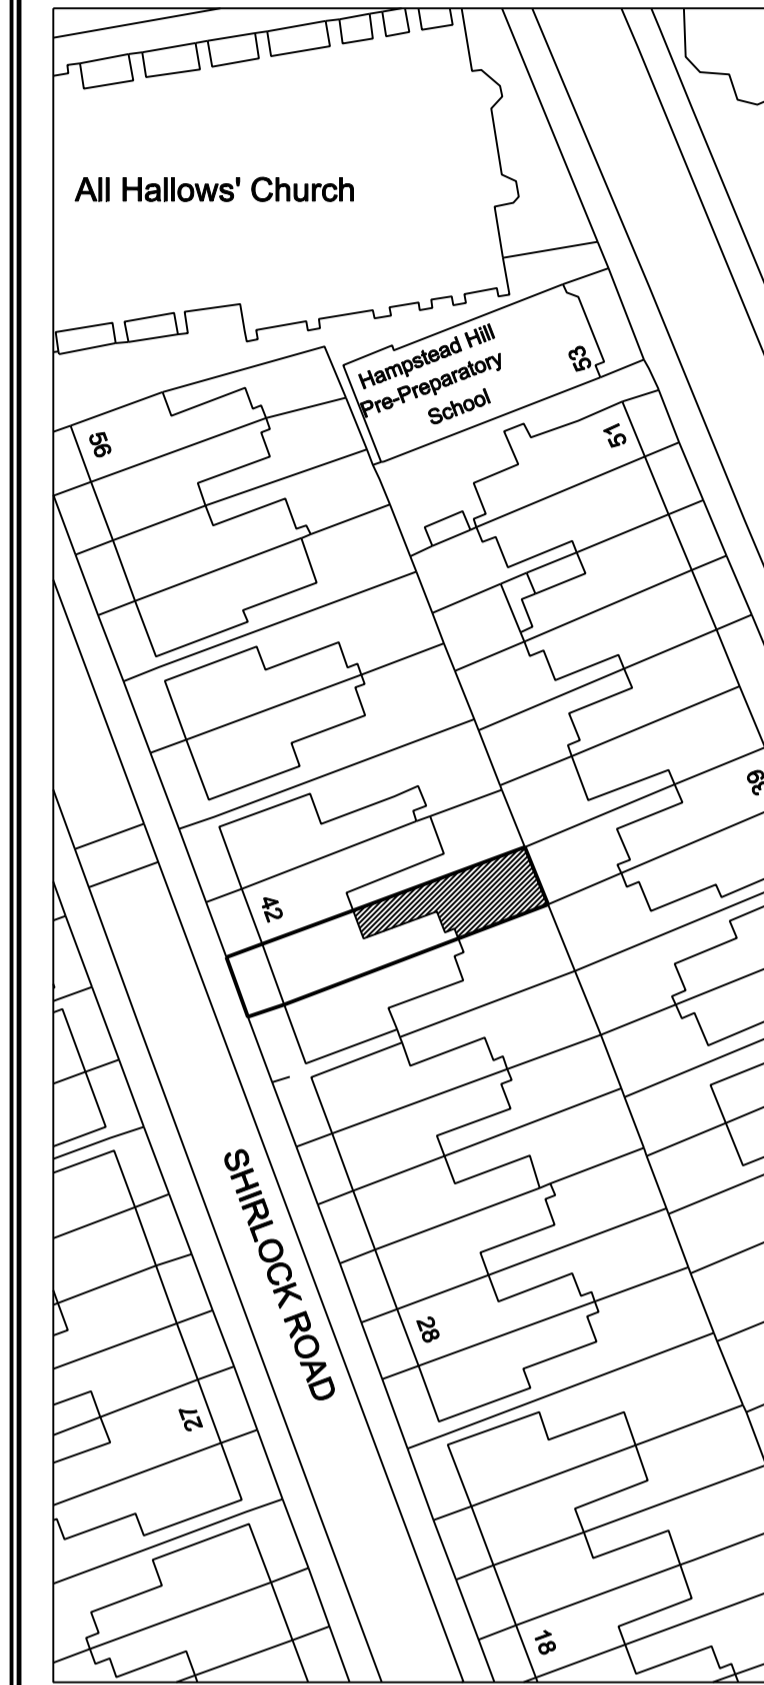 All Hallows' Church
Hampstead Hill
Pre-Preparatory
School
53
51
56
39
42
SHIRLOCK ROAD
28
27
18